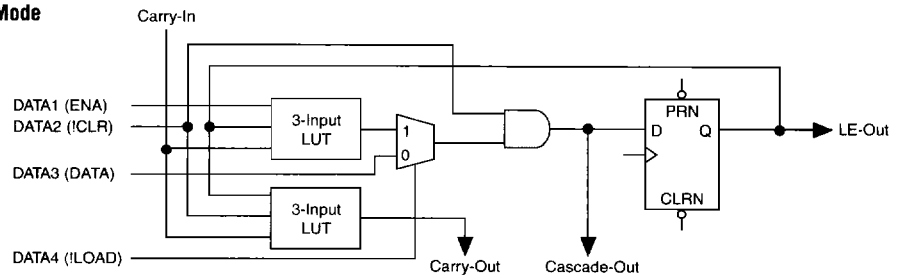 Mode
Carry-In
DATA1 (ENA)
DATA2 (!CLR)
DATA3 (DATA)
DATA4 (!LOAD)
3-Input
LUT
3-Input
LUT
1
0
PRN
D Q
CLRN
LE-Out
Carry-Out
Cascade-Out